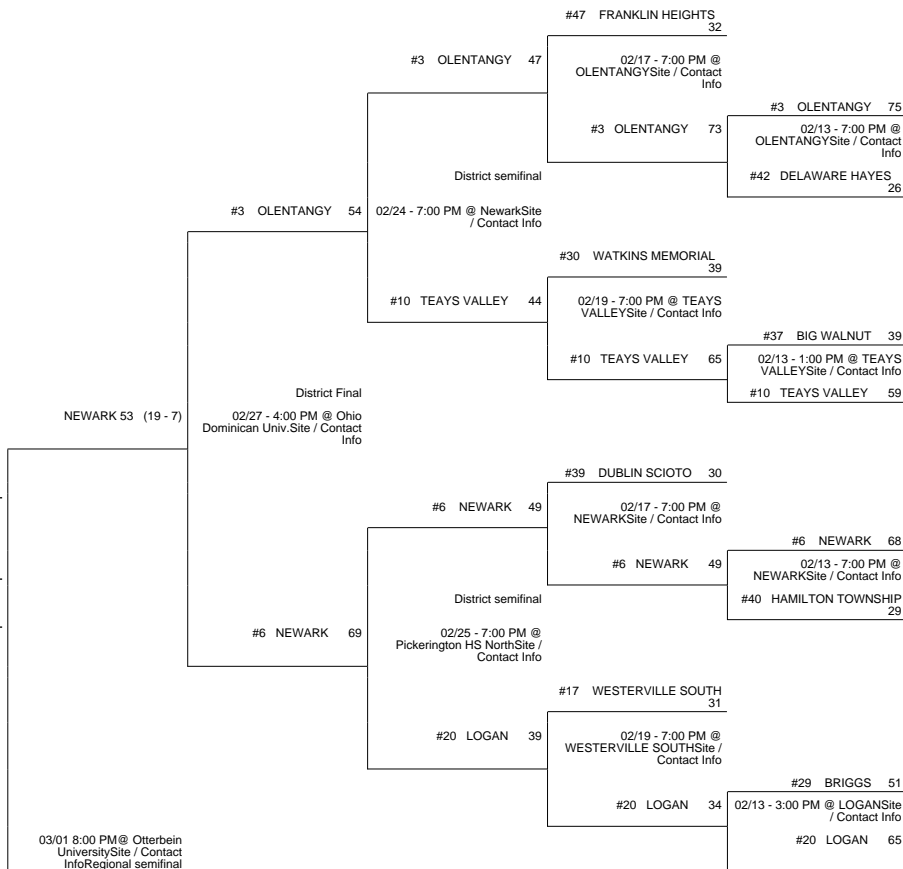 #47 FRANKLIN HEIGHTS
32
#3 OLENTANGY 47
02/17 - 7:00 PM @
OLENTANGYSite / Contact
Info
#3 OLENTANGY 75
#3 OLENTANGY 73
02/13 - 7:00 PM @
OLENTANGYSite / Contact
Info
District semifinal
#42 DELAWARE HAYES
26
#3 OLENTANGY 54
02/24 - 7:00 PM @ NewarkSite
/ Contact Info
#30 WATKINS MEMORIAL
39
#10 TEAYS VALLEY 44
02/19 - 7:00 PM @ TEAYS
VALLEYSite / Contact Info
#37 BIG WALNUT 39
#10 TEAYS VALLEY 65
02/13 - 1:00 PM @ TEAYS
VALLEYSite / Contact Info
District Final
#10 TEAYS VALLEY 59
NEWARK 53 (19 - 7)
02/27 - 4:00 PM @ Ohio
Dominican Univ.Site / Contact
Info
#39 DUBLIN SCIOTO 30
#6 NEWARK 49
02/17 - 7:00 PM @
NEWARKSite / Contact Info
#6 NEWARK 68
#6 NEWARK 49
02/13 - 7:00 PM @
NEWARKSite / Contact Info
District semifinal
#40 HAMILTON TOWNSHIP
29
#6 NEWARK 69
02/25 - 7:00 PM @
Pickerington HS NorthSite /
Contact Info
#17 WESTERVILLE SOUTH
31
#20 LOGAN 39
02/19 - 7:00 PM @
WESTERVILLE SOUTHSite /
Contact Info
#29 BRIGGS 51
#20 LOGAN 34
02/13 - 3:00 PM @ LOGANSite
/ Contact Info
#20 LOGAN 65
03/01 8:00 PM@ Otterbein
UniversitySite / Contact
InfoRegional semifinal